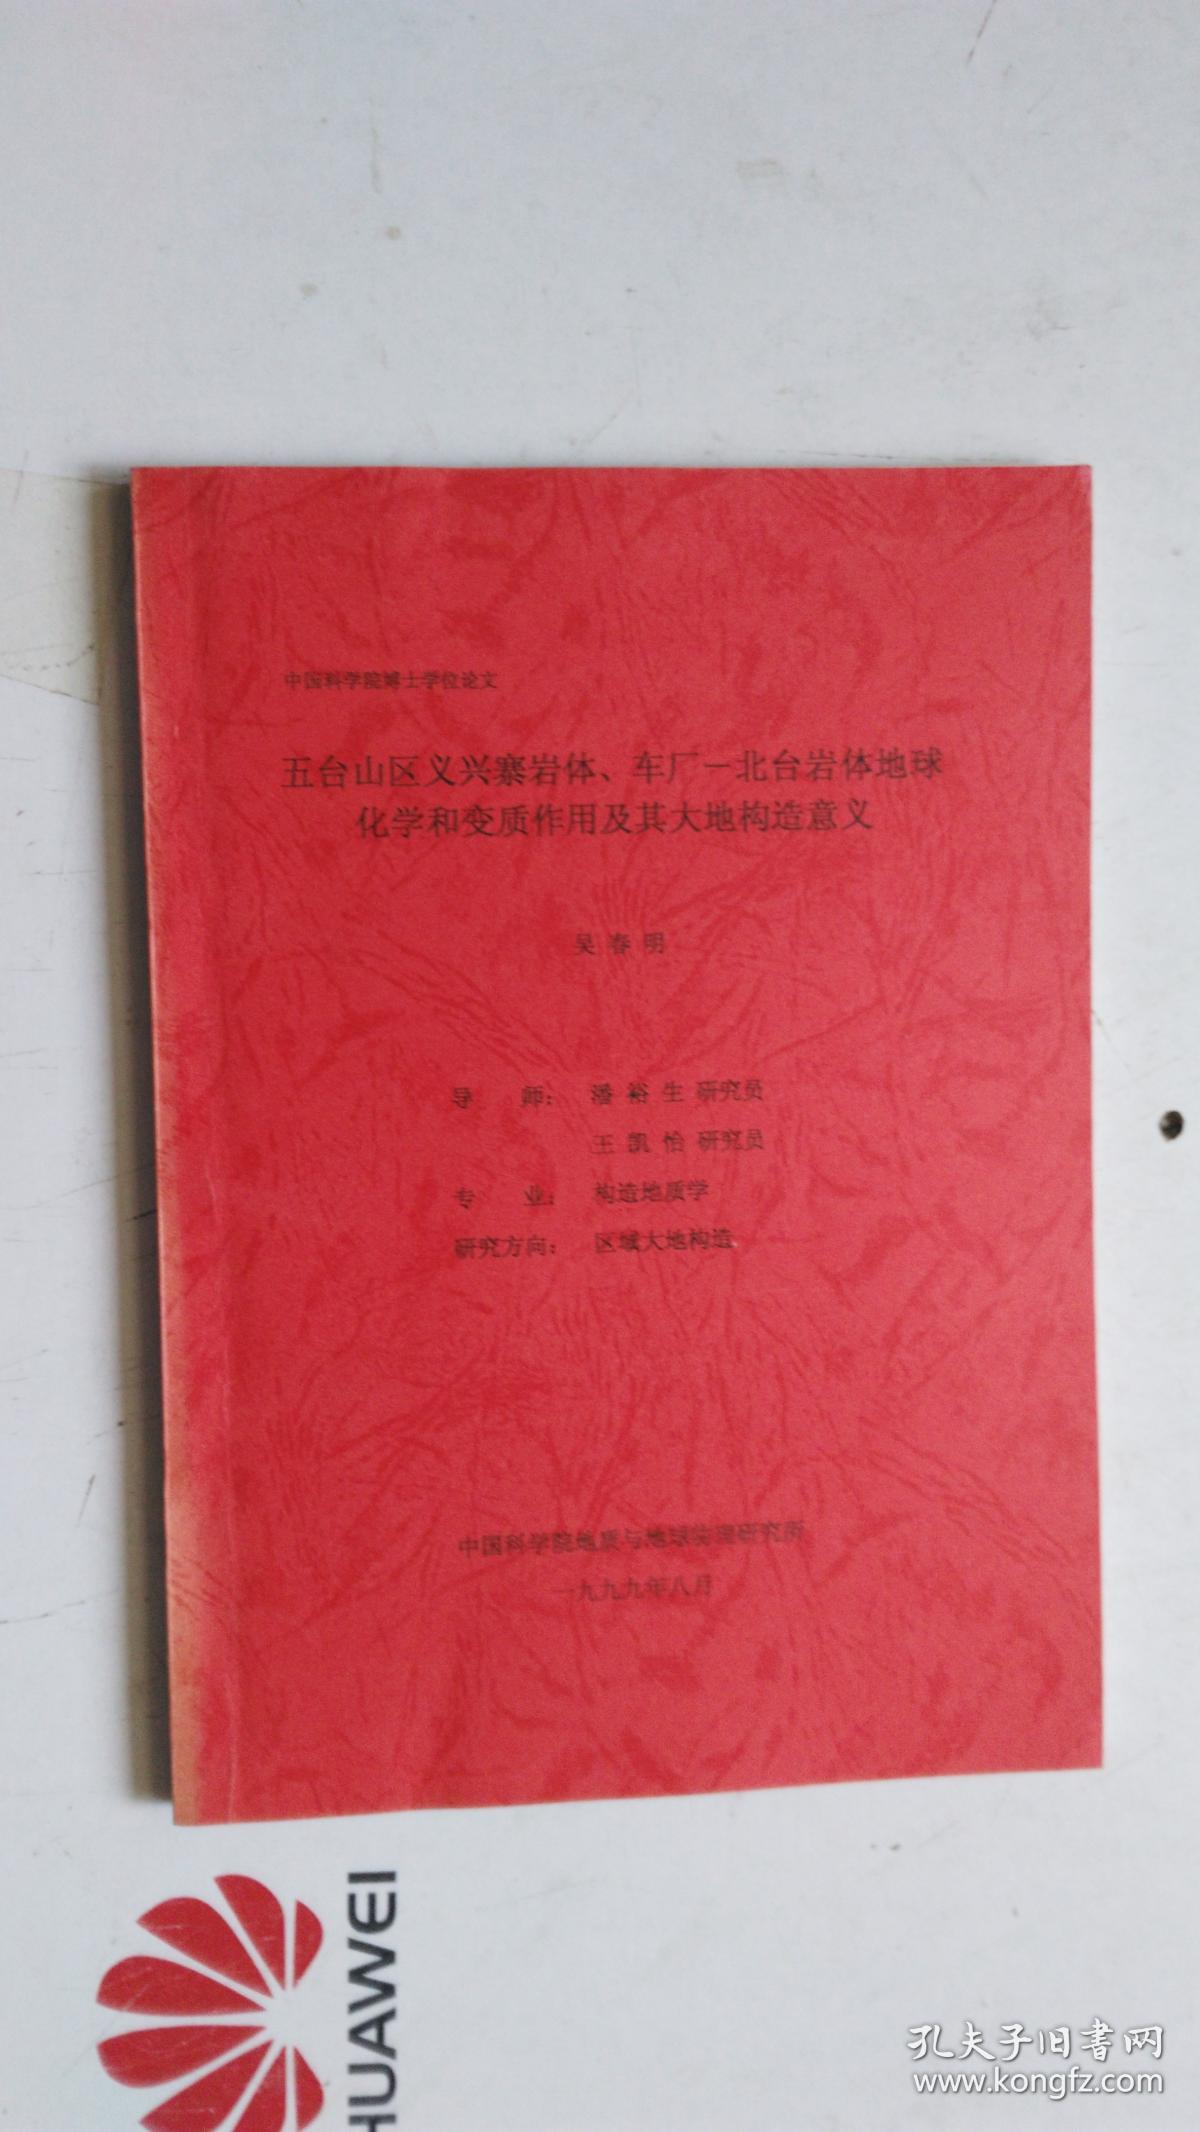 中国科学院博士学位论文
五台山区义兴寨岩体、车厂－北台岩体地球
化学和变质作用及其大地构造意义
吴春明
导 师： 潘裕生 研究员
王凯怡 研究员
专 业： 构造地质学
研究方向： 区域大地构造
中国科学院地质与地球物理研究所
一九九九年八月
HUAWEI
孔夫子旧書网
www.kongfz.com